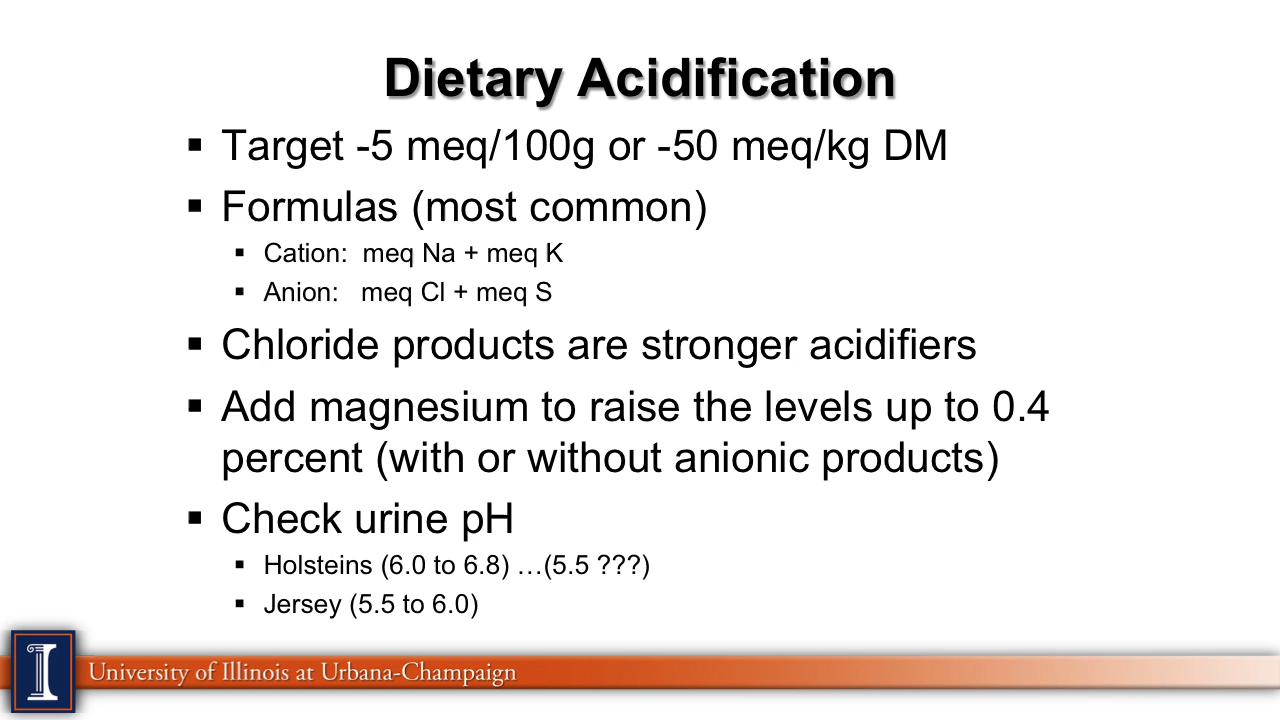 Dietary Acidification
▪ Target -5 meq/100g or -50 meq/kg DM
▪ Formulas (most common)
▪ Cation:  meq Na + meq K
▪ Anion:   meq Cl + meq S
▪ Chloride products are stronger acidifiers
▪ Add magnesium to raise the levels up to 0.4
percent (with or without anionic products)
▪ Check urine pH
▪ Holsteins (6.0 to 6.8) …(5.5 ???)
▪ Jersey (5.5 to 6.0)
I University of Illinois at Urbana-Champaign